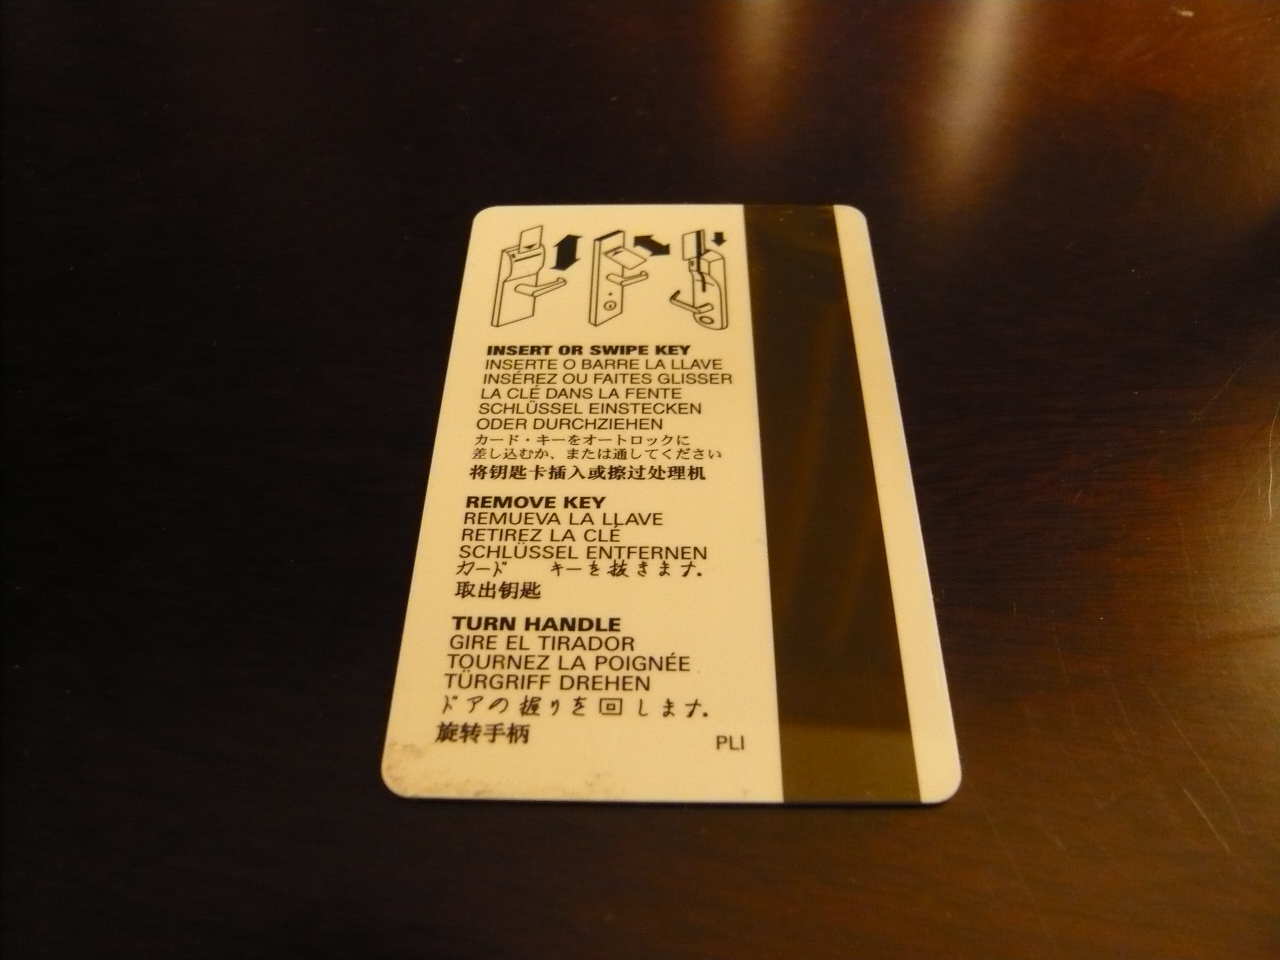 INSERT OR SWIPE KEY
INSERTE O BARRE LA LLAVE
INSÉREZ OU FAITES GLISSER
LA CLÉ DANS LA FENTE
SCHLÜSSEL EINSTECKEN
ODER DURCHZIEHEN
カード・キーをオートロックに
差し込むか、または通してください
将钥匙卡插入或擦过处理机
REMOVE KEY
REMUEVA LA LLAVE
RETIREZ LA CLÉ
SCHLÜSSEL ENTFERNEN
カード キーを抜きます.
取出钥匙
TURN HANDLE
GIRE EL TIRADOR
TOURNEZ LA POIGNÉE
TÜRGRIFF DREHEN
ドアの握りを回します.
旋转手柄
PLI